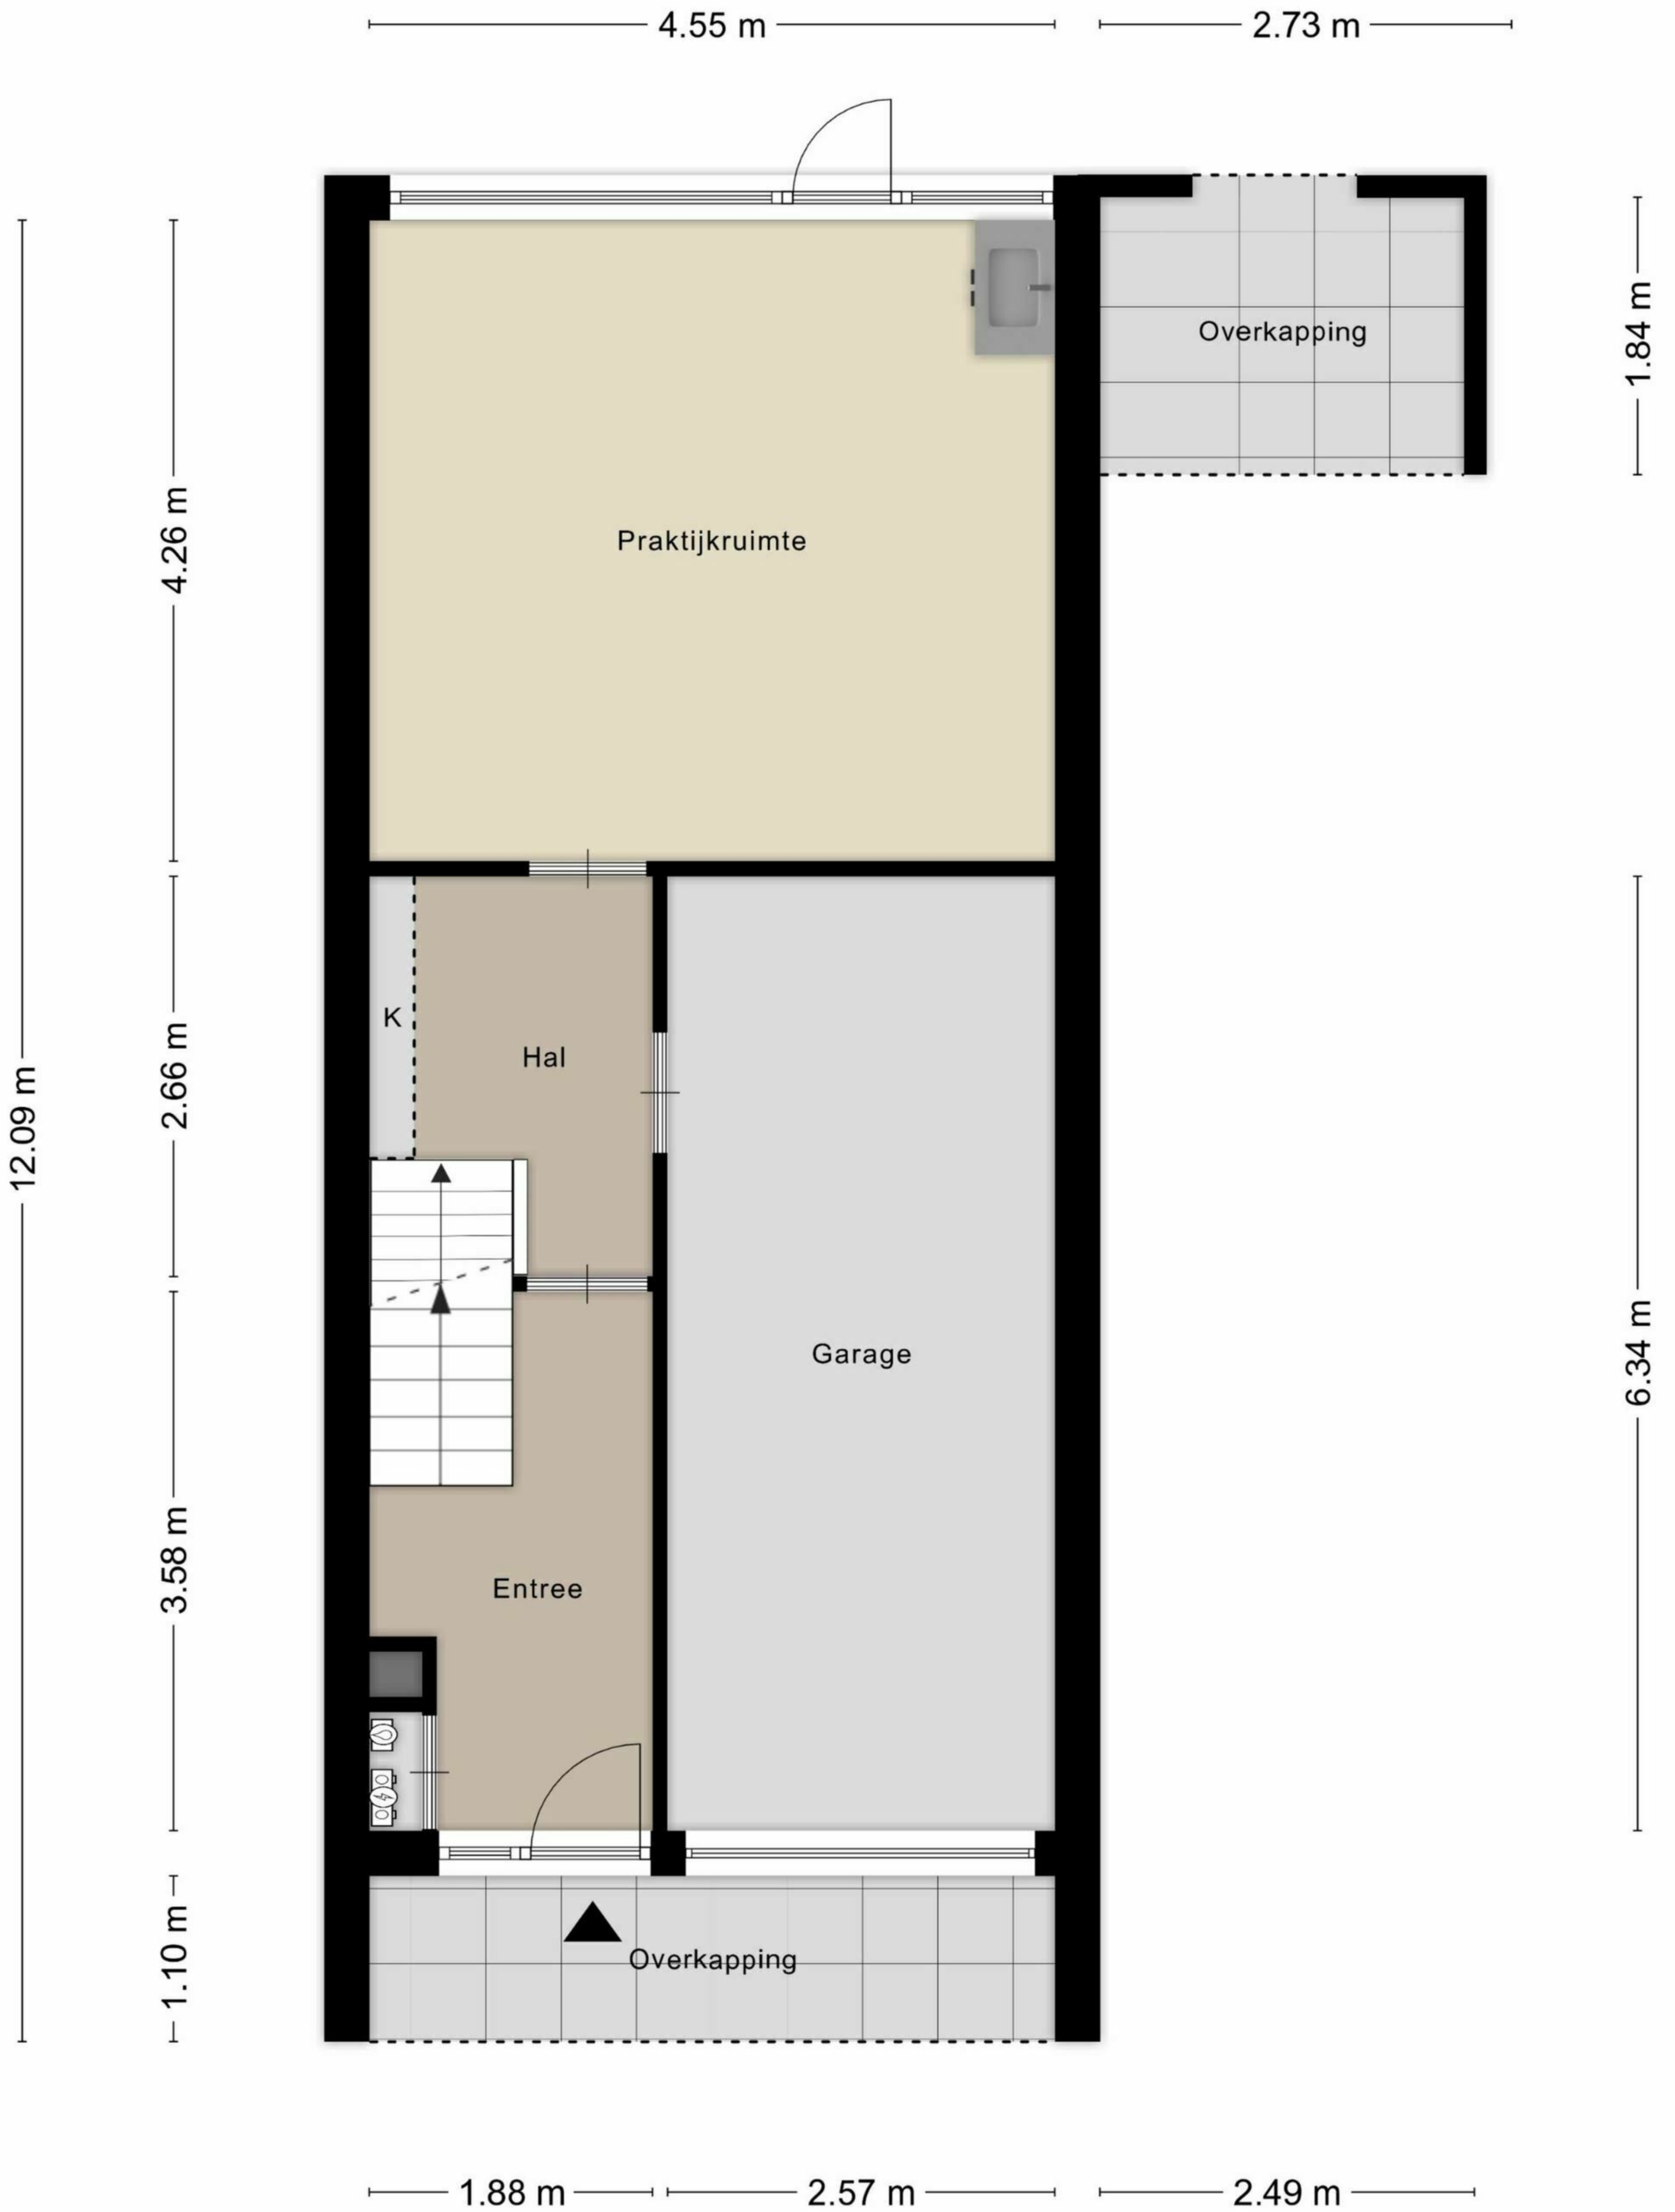 4.55 m
2.73 m
Overkapping
1.84 m
4.26 m
Praktijkruimte
K
Hal
2.66 m
12.09 m
Garage
6.34 m
3.58 m
Entree
1.10 m
Overkapping
1.88 m
2.57 m
2.49 m